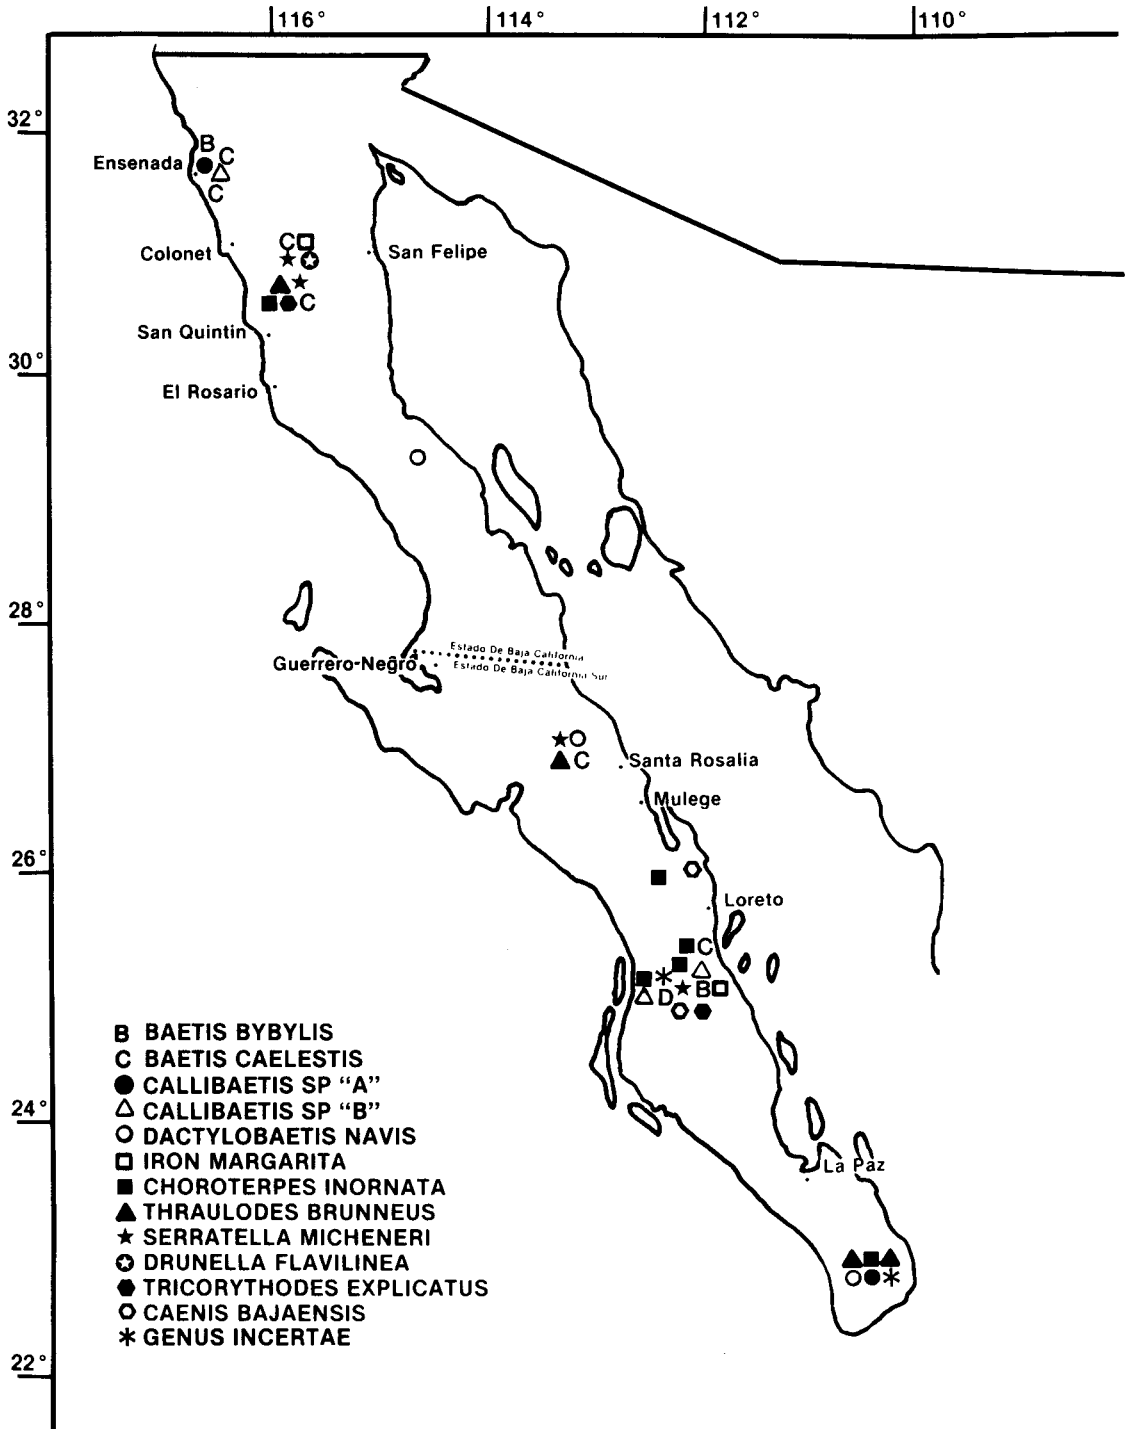 116°
114°
112°
110°
32°
B
C
Ensenada
C
Colonet
C
San Felipe
C
San Quintin
30°
El Rosario
28°
Estado De Baja California
Guerrero-Negro
Estado De Baja California Sur
C
Santa Rosalia
Mulege
26°
Loreto
C
D
B
B BAETIS BYBYLIS
C BAETIS CAELESTIS
CALLIBAETIS SP “A”
CALLIBAETIS SP “B”
24°
DACTYLOBAETIS NAVIS
IRON MARGARITA
La Paz
CHOROTERPES INORNATA
THRAULODES BRUNNEUS
SERRATELLA MICHENERI
DRUNELLA FLAVILINEA
TRICORYTHODES EXPLICATUS
CAENIS BAJAENSIS
GENUS INCERTAE
22°